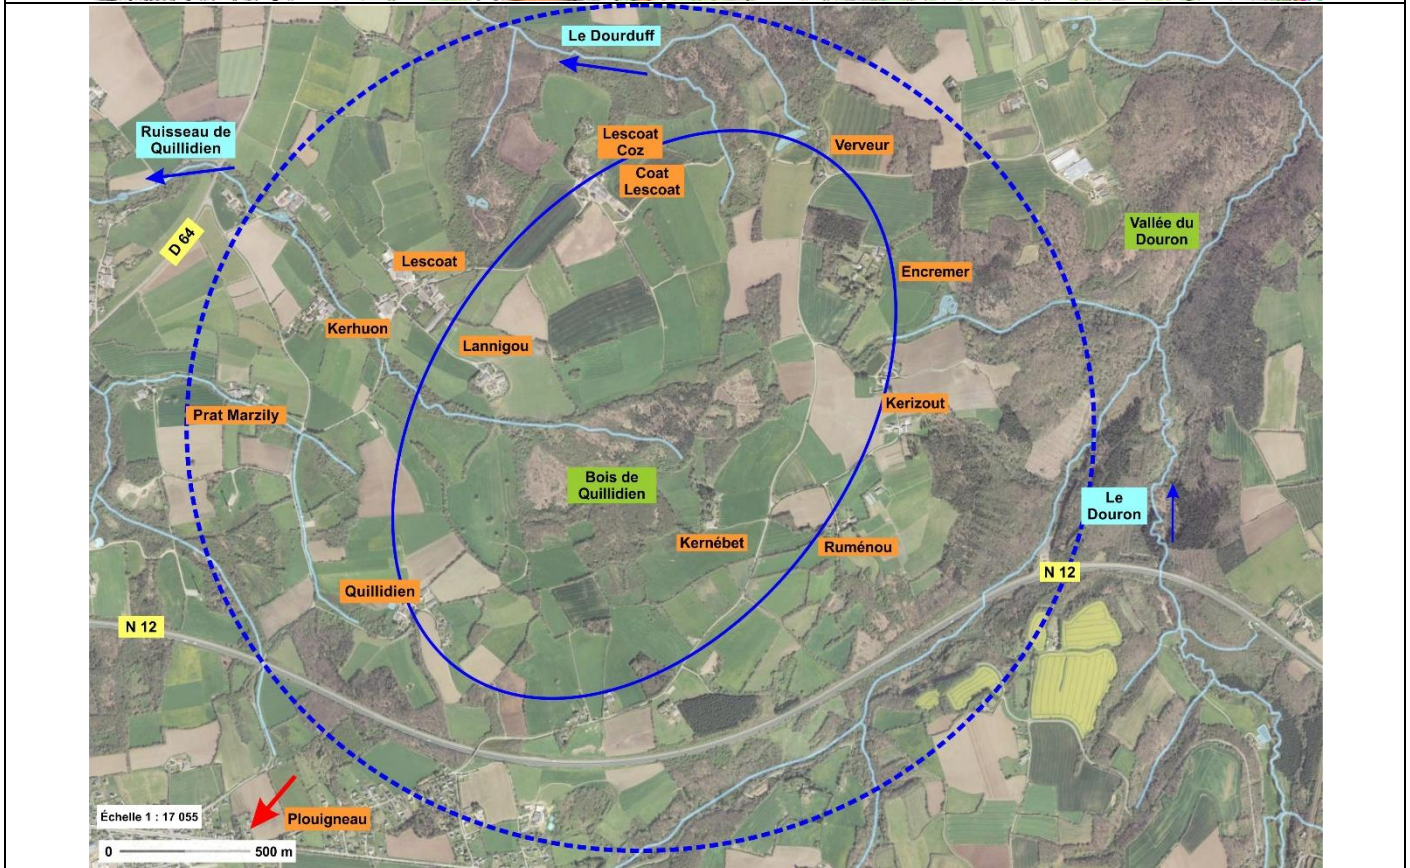 Le Dourduff
Ruisseau de
Quillidien
Lescoat
Coz
Verveur
Coat
Lescoat
D 64
Vallée du
Douron
Lescoat
Encremer
Kerhuon
Lannigou
Prat Marzily
Kerizout
Bois de
Quillidien
Le
Douron
Kernébet
Ruménou
N 12
Quillidien
N 12
Échelle 1 : 17 055
Plouigneau
0 500 m